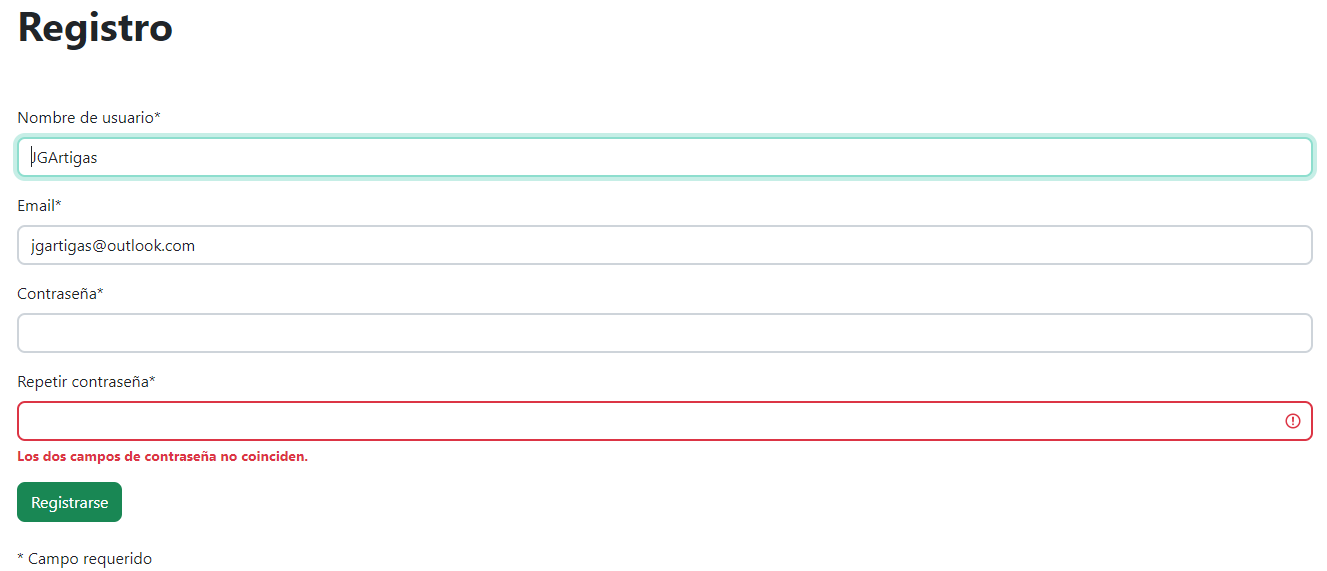 Registro
Nombre de usuario*
JGArtigas
Email*
jgartigas@outlook.com
Contraseña*
Repetir contraseña*
Los dos campos de contraseña no coinciden.
Registrarse
* Campo requerido